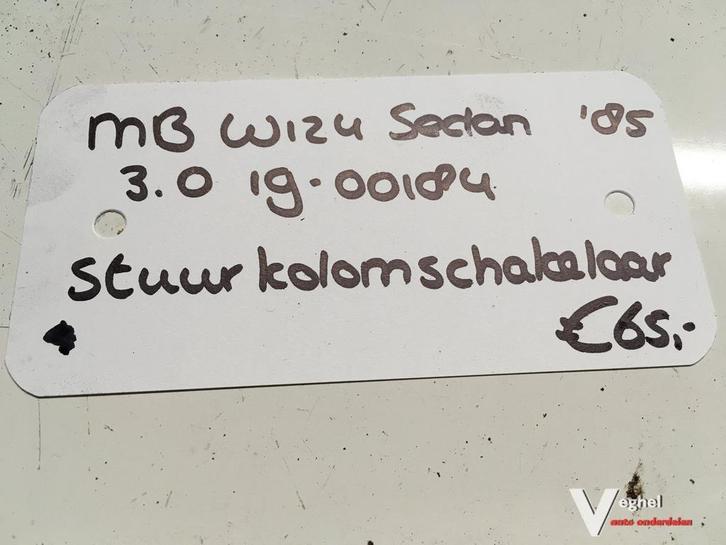 MB W124 Sedan '85
3.0 19-00184
Stuurkolomschakelaar
€65,-
Veghel
auto onderdelen